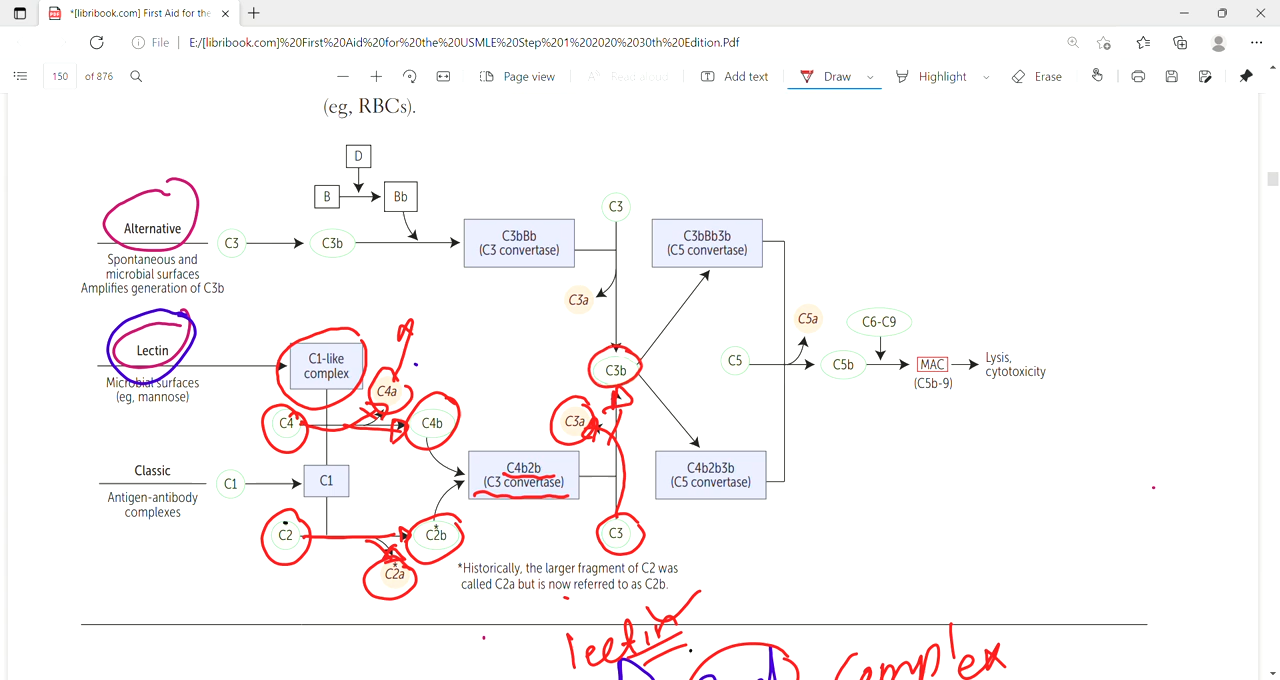 *[libribook.com] First Aid for the
File
E:/[libribook.com]%20First%20Aid%20for%20the%20USMLE%20Step%201%202020%2030th%20Edition.Pdf
150 of 876
Page view
Read aloud
Add text
Draw
Highlight
Erase
(eg, RBCs).
D
B
Bb
C3
Alternative
C3
C3b
C3bBb
(C3 convertase)
C3bBb3b
(C5 convertase)
Spontaneous and
microbial surfaces
Amplifies generation of C3b
C3a
C5a
C6-C9
Lectin
C1-like
complex
C3b
C5
C5b
MAC
(C5b-9)
Lysis,
cytotoxicity
Microbial surfaces
(eg, mannose)
C4a
C4
C4b
C3a
Classic
C1
C1
C4b2b
(C3 convertase)
C4b2b3b
(C5 convertase)
Antigen-antibody
complexes
C2
C2b
*
C3
C2a
*
*Historically, the larger fragment of C2 was
called C2a but is now referred to as C2b.
lectin
complex